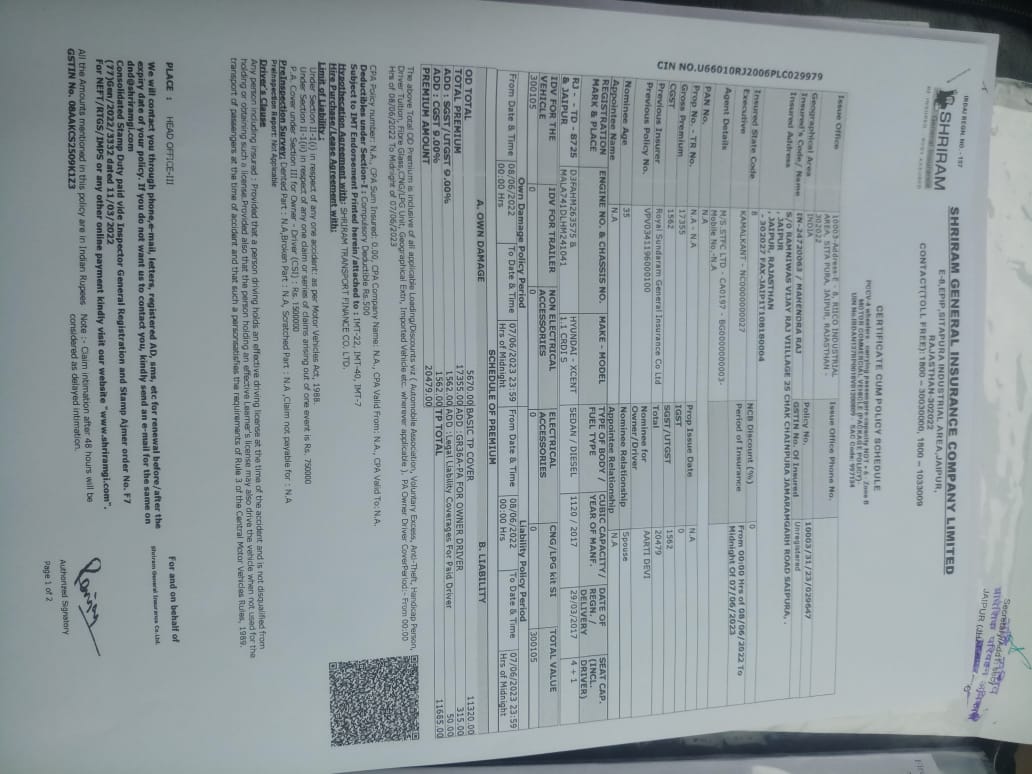 CIN NO.U66010RJ2006PLC029979
IRDAI REGN. NO.- 137
SHRIRAM
GENERAL INSURANCE
SHRIRAM GENERAL INSURANCE COMPANY LIMITED
E-8,EPIP,SITAPURA INDUSTRIAL AREA,JAIPUR,
RAJASTHAN-302022
CONTACT(TOLL FREE):1800 - 30030000, 1800 - 1033009
CERTIFICATE CUM POLICY SCHEDULE
MOTOR COMMERCIAL VEHICLE (PACKAGE POLICY)
SAC Code: 997134
Issue Office
10003-Address:E - 8, RIICO INDUSTRIAL
AREA, SITA PURA, JAIPUR, RAJASTHAN -
302022
Issue Office Phone No.
Geographical Area INDIA
Policy No. 10003/31/23/029647
Insured's Code/ Name IN-28720083 / MAHENDRA RAJ
GSTTIN No. Of Insured Unregistered
Insured Address
S/O RAMNIWAS VIJAY RAJ VILLAGE 25 CHAK CHAINPURA JAMARAMGARH ROAD SAIPURA, .
JAIPUR
JAIPUR, RAJASTHAN
- 302027 FAX-JAIP1T108180004
Insured State Code 8
NCB Discount (%) 0
Executive KAMALKANT - NC0000000027
Period of Insurance From 00:00 Hrs of 08/06/2022 To
Midnight Of 07/06/2023
Agent Details
M/S.STFC LTD - CA0197 - BG0000000003-
Mobile No.-N.A
PAN No. N.A
Prop No. - TR No. N.A - N.A
Prop Issue Date N.A
Gross Premium 17355
IGST 0
CGST 1562
SGST/UTGST 1562
Previous Insurer Royal Sundaram General Insurance Co Ltd
Total 20479
Previous Policy No. VPV0341196000100
Nominee for
Owner/Driver
AARTI DEVI
Nominee Age 35
Nominee Relationship Spouse
Appointee Name N.A
Appointee Relationship N.A
REGISTRATION
MARK & PLACE
ENGINE NO. & CHASSIS NO.
MAKE - MODEL
TYPE OF BODY /
FUEL TYPE
CUBIC CAPACITY/
YEAR OF MANF.
DATE OF
REGN. /
DELIVERY
SEAT CAP.
(INCL.
DRIVER)
RJ - - TD - 8725
& JAIPUR
D3FAHM263575 &
MALA741DLHM241041
HYUNDAI - XCENT
1.1 CRDI S
SEDAN / DIESEL
1120 / 2017
29/03/2017
4 + 1
IDV FOR THE
VEHICLE
IDV FOR TRAILER
NON ELECTRICAL
ACCESSORIES
ELECTRICAL
ACCESSORIES
CNG/LPG kit SI
TOTAL VALUE
300105 0 0 0 0 300105
Own Damage Policy Period
Liability Policy Period
From Date & Time 08/06/2022
00:00 Hrs
To Date & Time 07/06/2023 23:59
Hrs of Midnight
From Date & Time 08/06/2022
00:00 Hrs
To Date & Time 07/06/2023 23:59
Hrs of Midnight
SCHEDULE OF PREMIUM
A. OWN DAMAGE
B. LIABILITY
OD TOTAL 5670.00 BASIC TP COVER 11320.00
TOTAL PREMIUM 17355.00 ADD : GR36A-PA FOR OWNER DRIVER 315.00
ADD : SGST/UTGST 9.00% 1562.00 ADD : Legal Liability Coverages For Paid Driver 50.00
ADD : CGST 9.00% 1562.00 TP TOTAL 11685.00
PREMIUM AMOUNT 20479.00
The above Total OD Premium is inclusive of all applicable Loading/Discounts viz ( Automobile Association, Voluntary Excess, Anti-Theft, Handicap Person,
Driver Tuition, Fibre Glass,CNG/LPG Unit, Geographical Extn, Imported Vehicle etc. wherever applicable ), PA Owner Driver CoverPeriod:- From 00:00
Hrs of 08/06/2022 To Midnight of 07/06/2023
CPA Policy number: N.A., CPA Sum Insured: 0.00, CPA Company Name: N.A., CPA Valid From: N.A., CPA Valid To: N.A.
Deductibles under Section-I : Compulsory Deductible Rs.500
Subject to IMT Endorsement Printed herein/attached to : IMT-22, IMT-40, IMT-7
Hypothecation Agreement with: SHRIRAM TRANSPORT FINANCE CO. LTD.
Hire Purchase/Lease Agreement with:
Limit of Liability:
Under Section II-1(i) in respect of any one accident: as per Motor Vehicles Act, 1988.
Under Section II-1(ii) in respect of any one claim or series of claims arising out of one event is Rs. 750000
P.A. Cover under Section III for Owner - Driver (CSI) : Rs. 1500000
PreInspection Survey: Dented Part : N.A,Broken Part : N.A, Scratched Part : N.A ,Claim not payable for : N.A
Preinspection Report: Not Applicable
Driver's Clause
Any person including insured : Provided that a person driving holds an effective driving license at the time of the accident and is not disqualified from
holding or obtaining such a license.Provided also that the person holding an effective Learner's license may also drive the vehicle when not used for the
transport of passengers at the time of accident and that such a person satisfies the requirements of Rule 3 of the Central Motor Vehicles Rules, 1989.
PLACE : HEAD OFFICE-III
For and on behalf of
Shriram General Insurance Co.Ltd.
We will contact you through phone,e-mail, letters, registered AD, sms, etc for renewal before/after the
expiry date of your policy. If you do not want us to contact you, kindly send an e-mail for the same on
dnd@shriramgi.com
Consolidated Stamp Duty paid vide Inspector General Registration and Stamp Ajmer order No. F7
(77)Gen/2022/3337 dated 11/03/2022
For NEFT/RTGS/IMPS or any other online payment kindly visit our website "www.shriramgi.com".
All the Amounts mentioned in this policy are in Indian Rupees
Note :- Claim intimation after 48 hours will be
considered as delayed intimation.
GSTIN No. 08AAKCS2509K1Z3
Authorized Signatory
Page 1 of 2